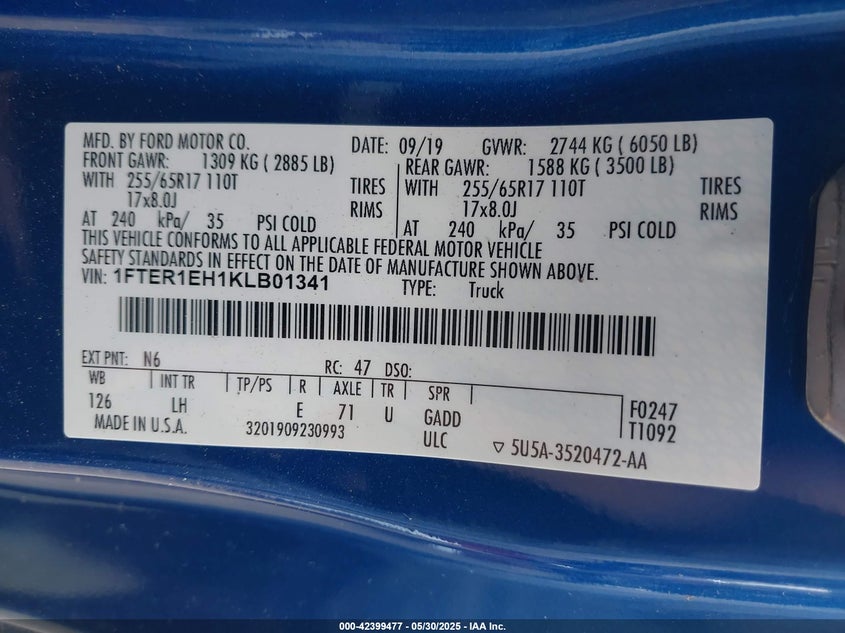 MFD. BY FORD MOTOR CO. DATE: 09/19 GVWR: 2744 KG ( 6050 LB)
FRONT GAWR: 1309 KG ( 2885 LB) REAR GAWR: 1588 KG ( 3500 LB)
WITH 255/65R17 110T TIRES WITH 255/65R17 110T TIRES
17x8.0J RIMS 17x8.0J RIMS
AT 240 kPa/ 35 PSI COLD AT 240 kPa/ 35 PSI COLD
THIS VEHICLE CONFORMS TO ALL APPLICABLE FEDERAL MOTOR VEHICLE
SAFETY STANDARDS IN EFFECT ON THE DATE OF MANUFACTURE SHOWN ABOVE.
VIN: 1FTER1EH1KLB01341 TYPE: Truck
EXT PNT: N6 RC: 47 DSO:
WB INT TR TP/PS R AXLE TR SPR F0247
126 LH E 71 U GADD T1092
MADE IN U.S.A. 3201909230993 ULC 5U5A-3520472-AA
000-42399477 — 05/30/2025 — IAA Inc.